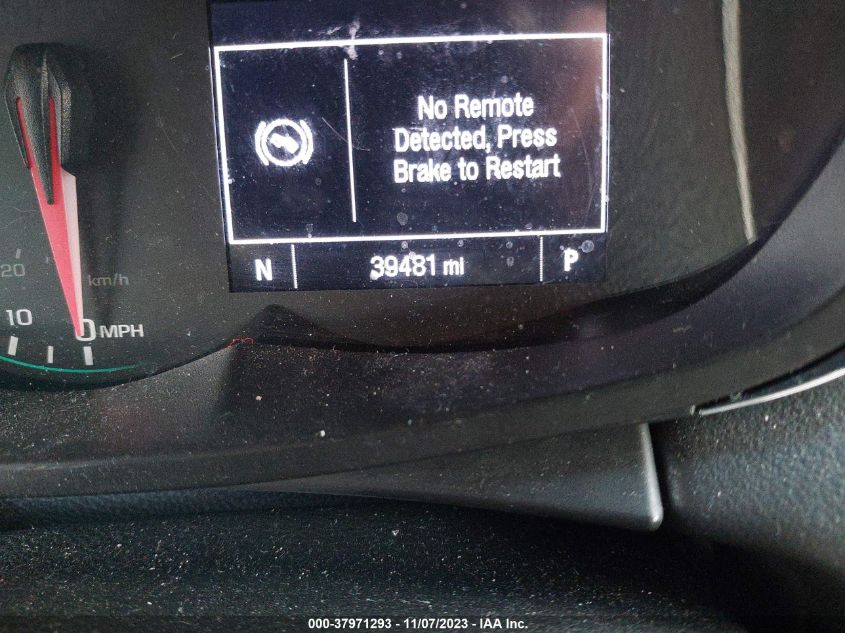 No Remote
Detected, Press
Brake to Restart
N 39481 mi P
20 km/h
10 0 MPH
000-37971293 - 11/07/2023 - IAA Inc.